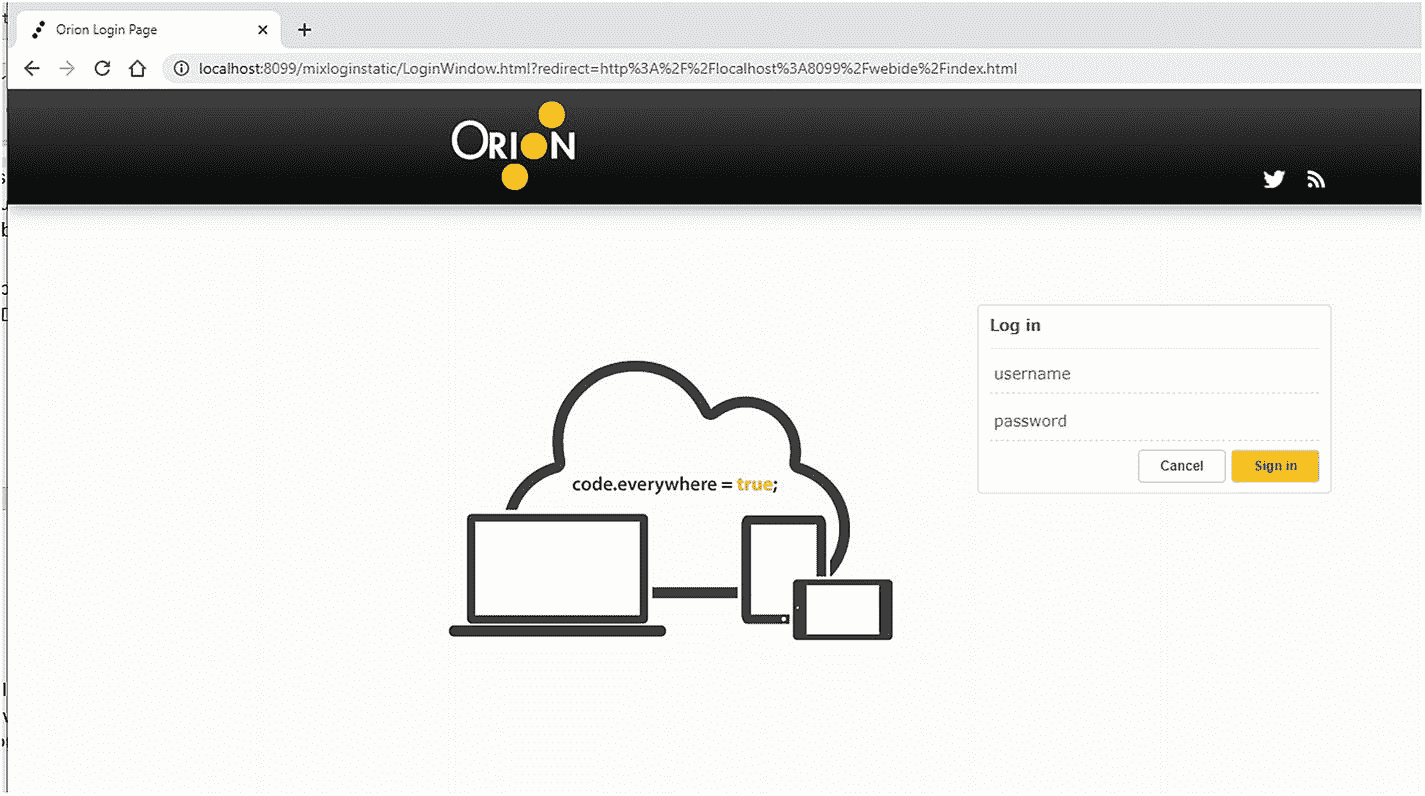 Orion Login Page
localhost:8099/mixloginstatic/LoginWindow.html?redirect=http%3A%2F%2Flocalhost%3A8099%2Fwebide%2Findex.html
ORION
Log in
username
password
Cancel Sign in
code.everywhere = true;